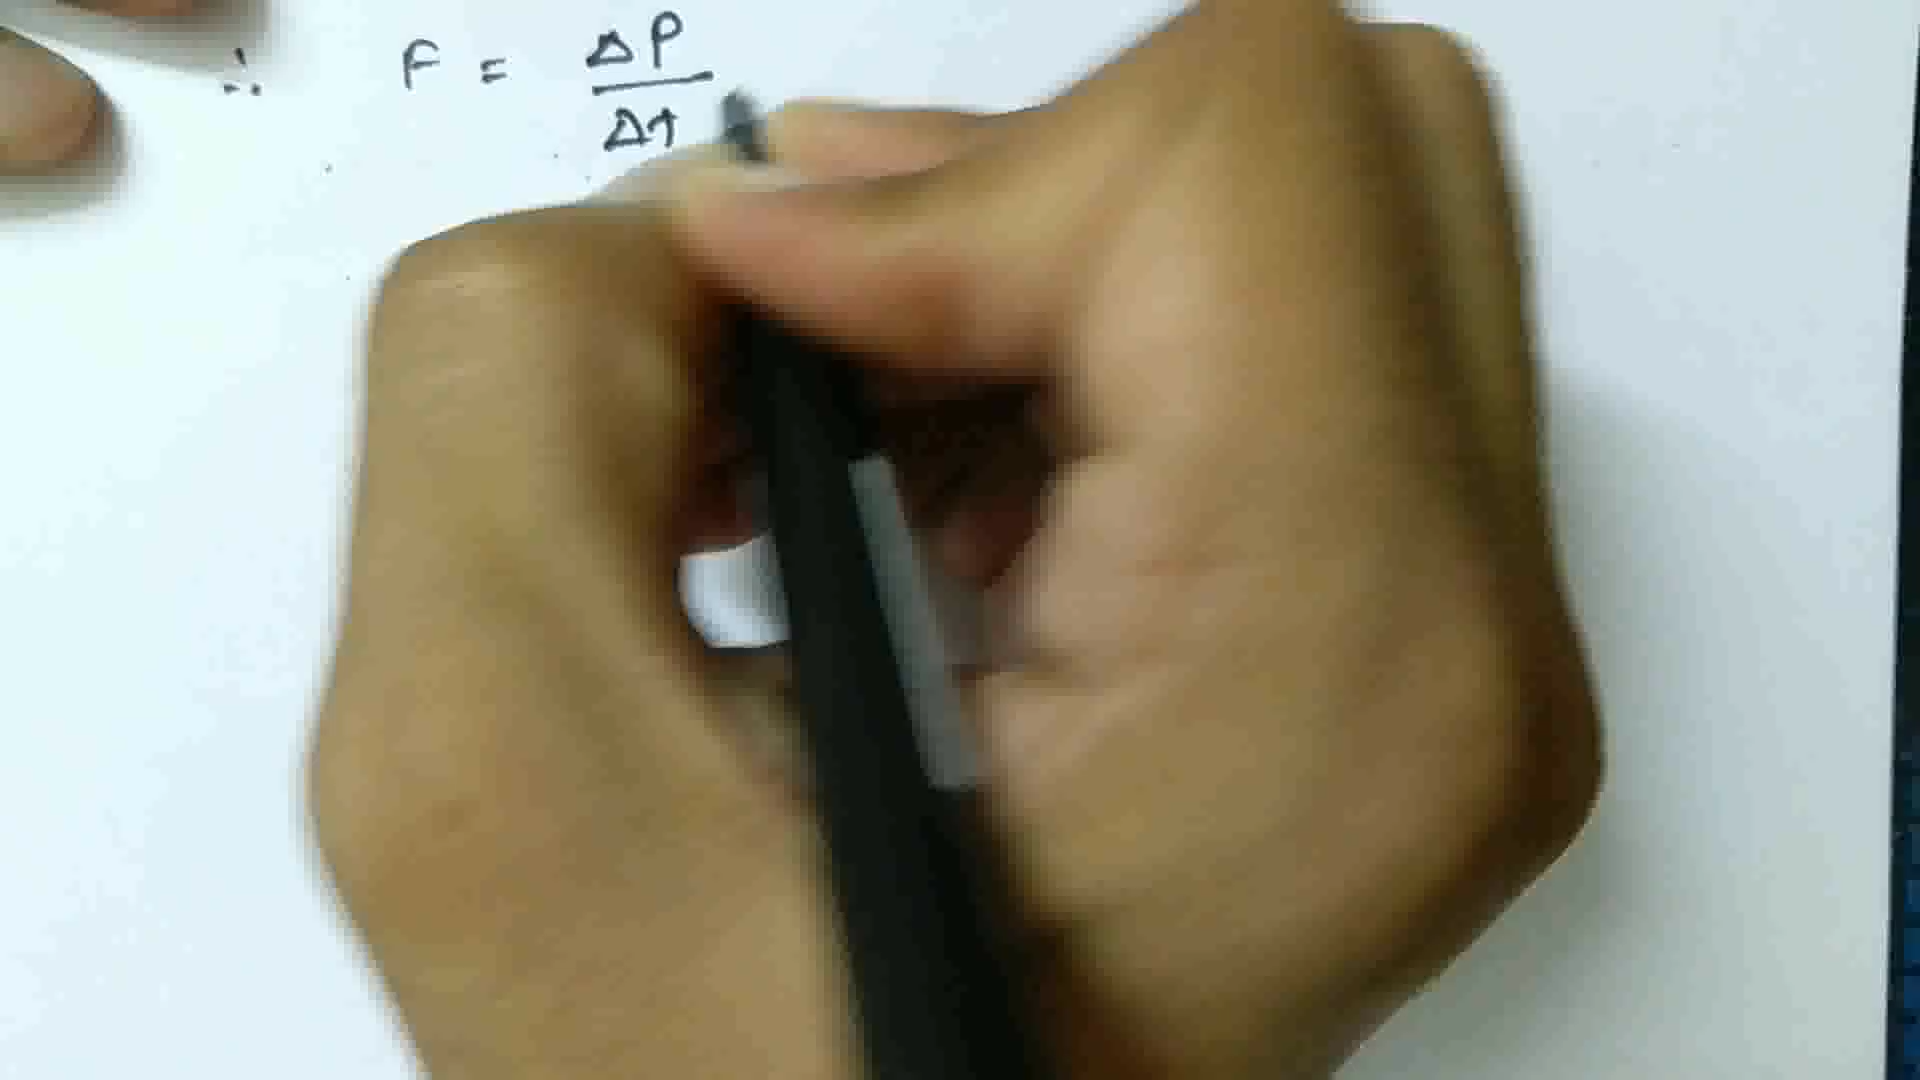 ∴ F = ΔP/Δt